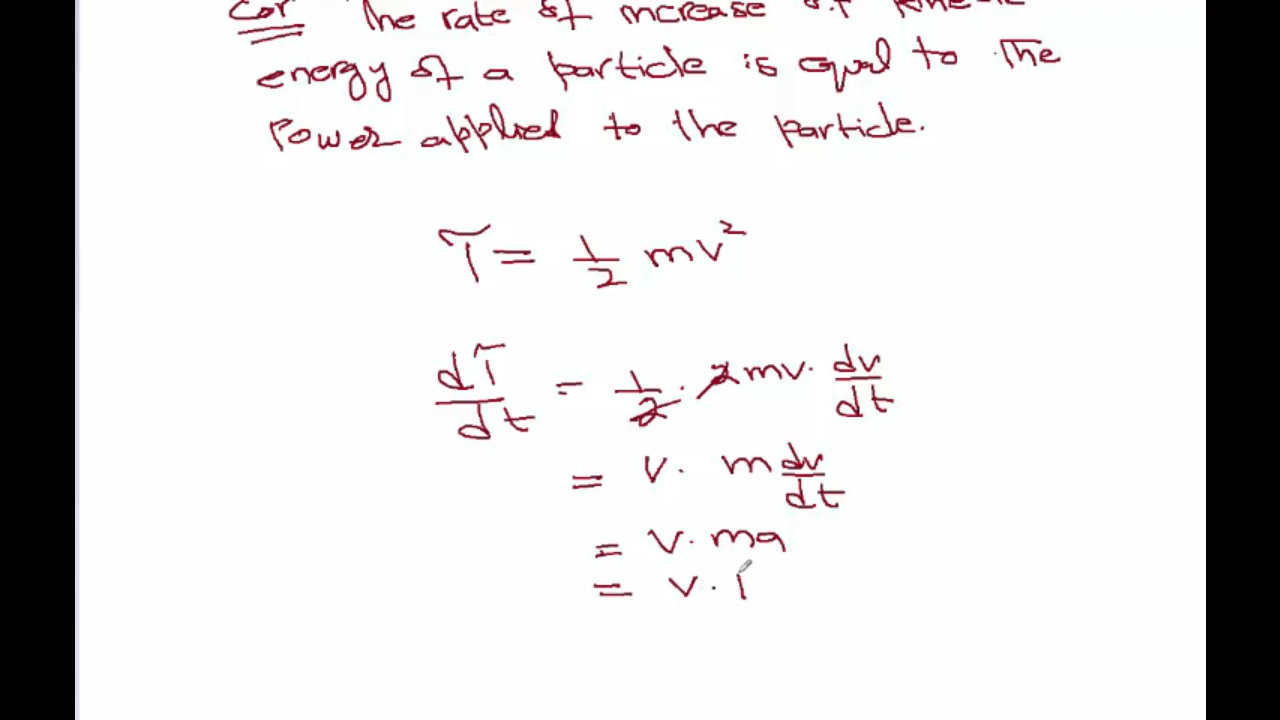 Cor The rate of increase of kinetic
energy of a particle is equal to the
Power applied to the particle.
T = 1/2 mv²
dT/dt = 1/2 · 2mv · dv/dt
= v · m dv/dt
= v · ma
= v ·